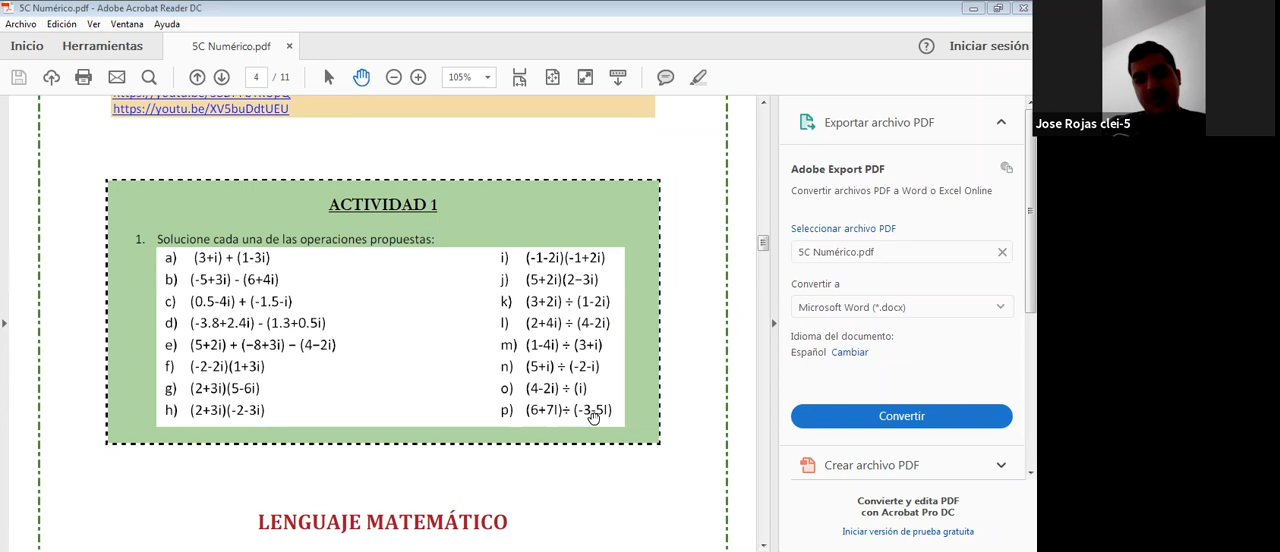 5C Numérico.pdf - Adobe Acrobat Reader DC
Archivo Edición Ver Ventana Ayuda
Inicio Herramientas 5C Numérico.pdf × Iniciar sesión
4 / 11 105%
https://youtu.be/XV5buDdtUEU
ACTIVIDAD 1
1. Solucione cada una de las operaciones propuestas:
a) (3+i) + (1-3i)
b) (-5+3i) - (6+4i)
c) (0.5-4i) + (-1.5-i)
d) (-3.8+2.4i) - (1.3+0.5i)
e) (5+2i) + (−8+3i) − (4−2i)
f) (-2-2i)(1+3i)
g) (2+3i)(5-6i)
h) (2+3i)(-2-3i)
i) (-1-2i)(-1+2i)
j) (5+2i)(2−3i)
k) (3+2i) ÷ (1-2i)
l) (2+4i) ÷ (4-2i)
m) (1-4i) ÷ (3+i)
n) (5+i) ÷ (-2-i)
o) (4-2i) ÷ (i)
p) (6+7I)÷ (-3-5I)
LENGUAJE MATEMÁTICO
Exportar archivo PDF
Adobe Export PDF
Convertir archivos PDF a Word o Excel Online
Seleccionar archivo PDF
5C Numérico.pdf
Convertir a
Microsoft Word (*.docx)
Idioma del documento:
Español Cambiar
Convertir
Crear archivo PDF
Convierte y edita PDF
con Acrobat Pro DC
Iniciar versión de prueba gratuita
Jose Rojas clei-5